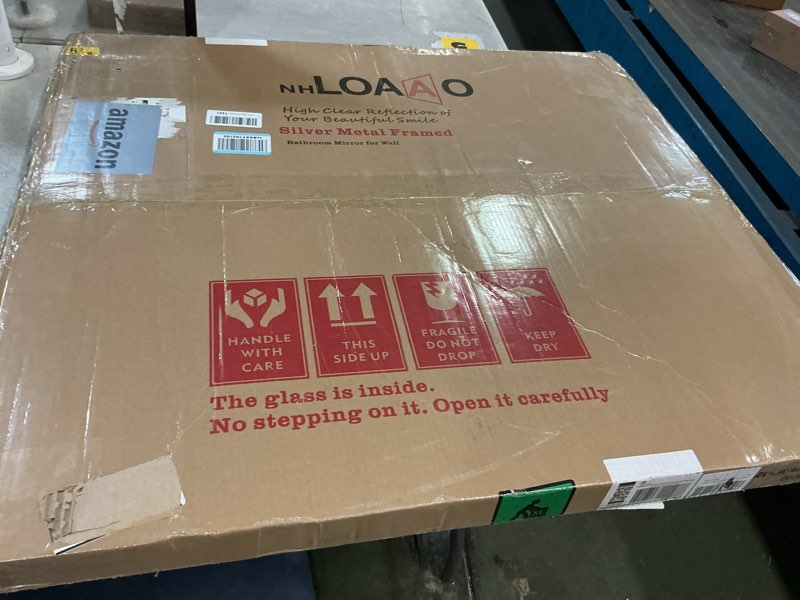 NHLOAAO
High Clear Reflection of
Your Beautiful Smile
Silver Metal Framed
Bathroom Mirror for Wall
amazon
HANDLE
WITH
CARE
THIS
SIDE UP
FRAGILE
DO NOT
DROP
KEEP
DRY
The glass is inside.
No stepping on it. Open it carefully